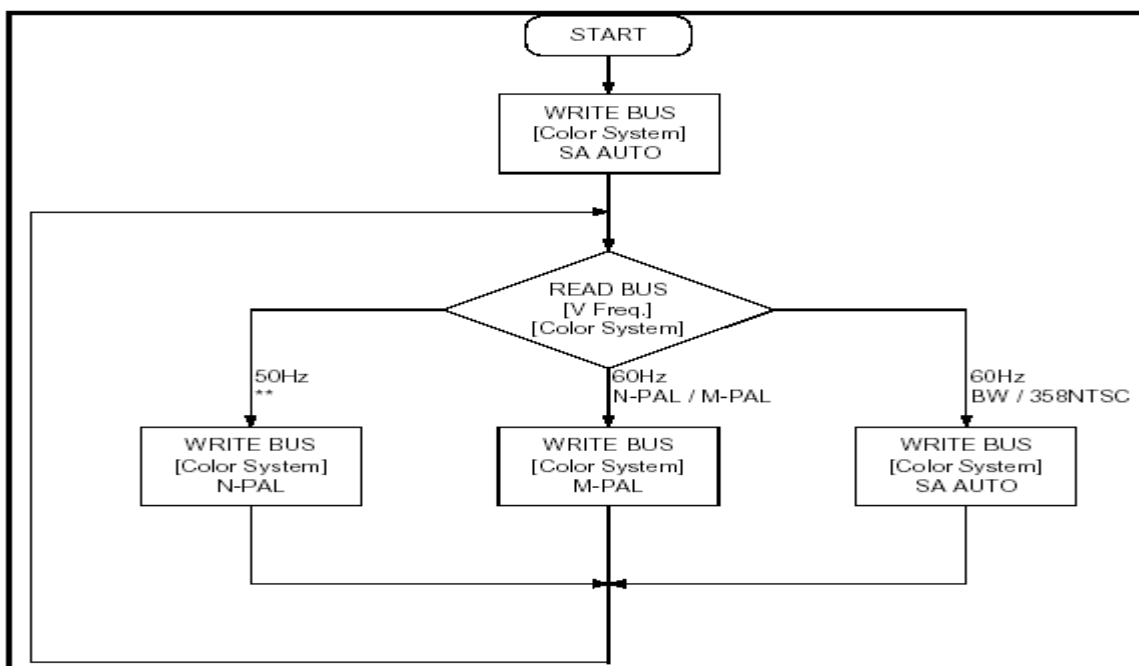 START
WRITE BUS
[Color System]
SA AUTO
READ BUS
[V Freq.]
[Color System]
50Hz
**
60Hz
N-PAL / M-PAL
60Hz
BW / 358NTSC
WRITE BUS
[Color System]
N-PAL
WRITE BUS
[Color System]
M-PAL
WRITE BUS
[Color System]
SA AUTO